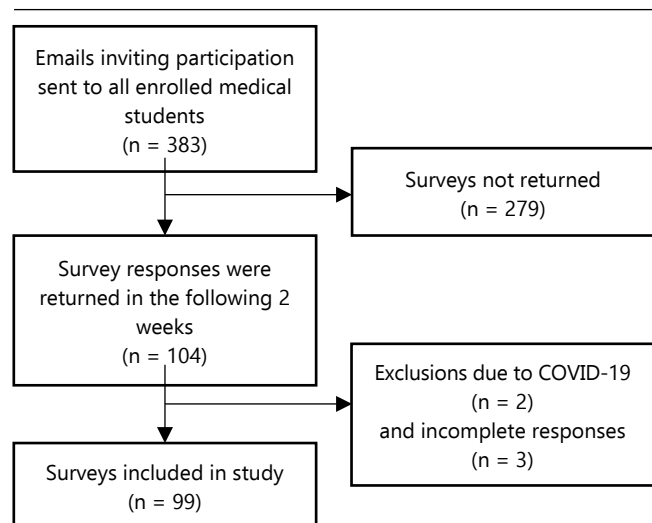 Emails inviting participation
sent to all enrolled medical
students
(n = 383)
Surveys not returned
(n = 279)
Survey responses were
returned in the following 2
weeks
(n = 104)
Exclusions due to COVID-19
(n = 2)
and incomplete responses
(n = 3)
Surveys included in study
(n = 99)